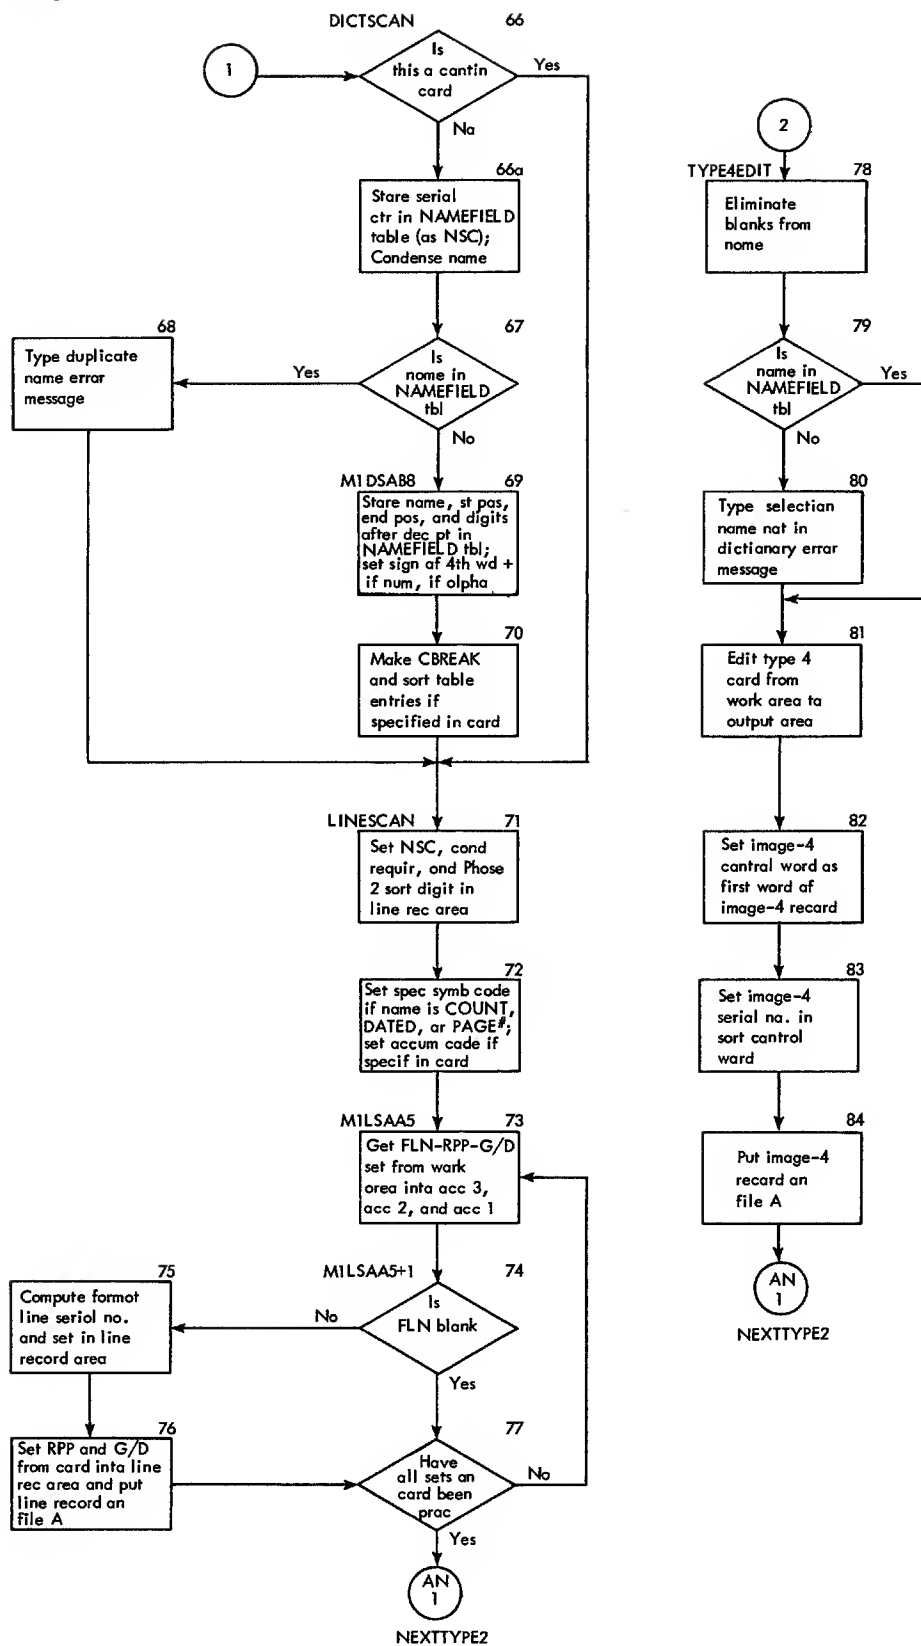 DICTSCAN 66
1
Is
this a cantin
card
Yes
Na
66a
Stare serial
ctr in NAMEFIELD
table (as NSC);
Condense name
67
Is
nome in
NAMEFIELD
tbl
Yes
No
68
Type duplicate
name error
message
M1DSAB8 69
Stare name, st pas,
end pos, and digits
after dec pt in
NAMEFIELD tbl;
set sign af 4th wd +
if num, if olpha
70
Make CBREAK
and sort table
entries if
specified in card
LINESCAN 71
Set NSC, cond
requir, ond Phose
2 sort digit in
line rec area
72
Set spec symb code
if name is COUNT,
DATED, ar PAGE#;
set accum cade if
specif in card
M1LSAA5 73
Get FLN-RPP-G/D
set from wark
orea inta acc 3,
acc 2, and acc 1
M1LSAA5+1 74
Is
FLN blank
No
Yes
75
Compute formot
line seriol no.
and set in line
record area
76
Set RPP and G/D
from card inta line
rec area and put
line record an
file A
77
Have
all sets an
card been
prac
No
Yes
AN
1
NEXTTYPE2
2
TYPE4EDIT 78
Eliminate
blanks from
nome
79
Is
name in
NAMEFIELD
tbl
Yes
No
80
Type selection
name nat in
dictianary error
message
81
Edit type 4
card from
work area ta
output area
82
Set image-4
cantral word as
first word af
image-4 recard
83
Set image-4
serial na. in
sort cantrol
ward
84
Put image-4
recard an
file A
AN
1
NEXTTYPE2